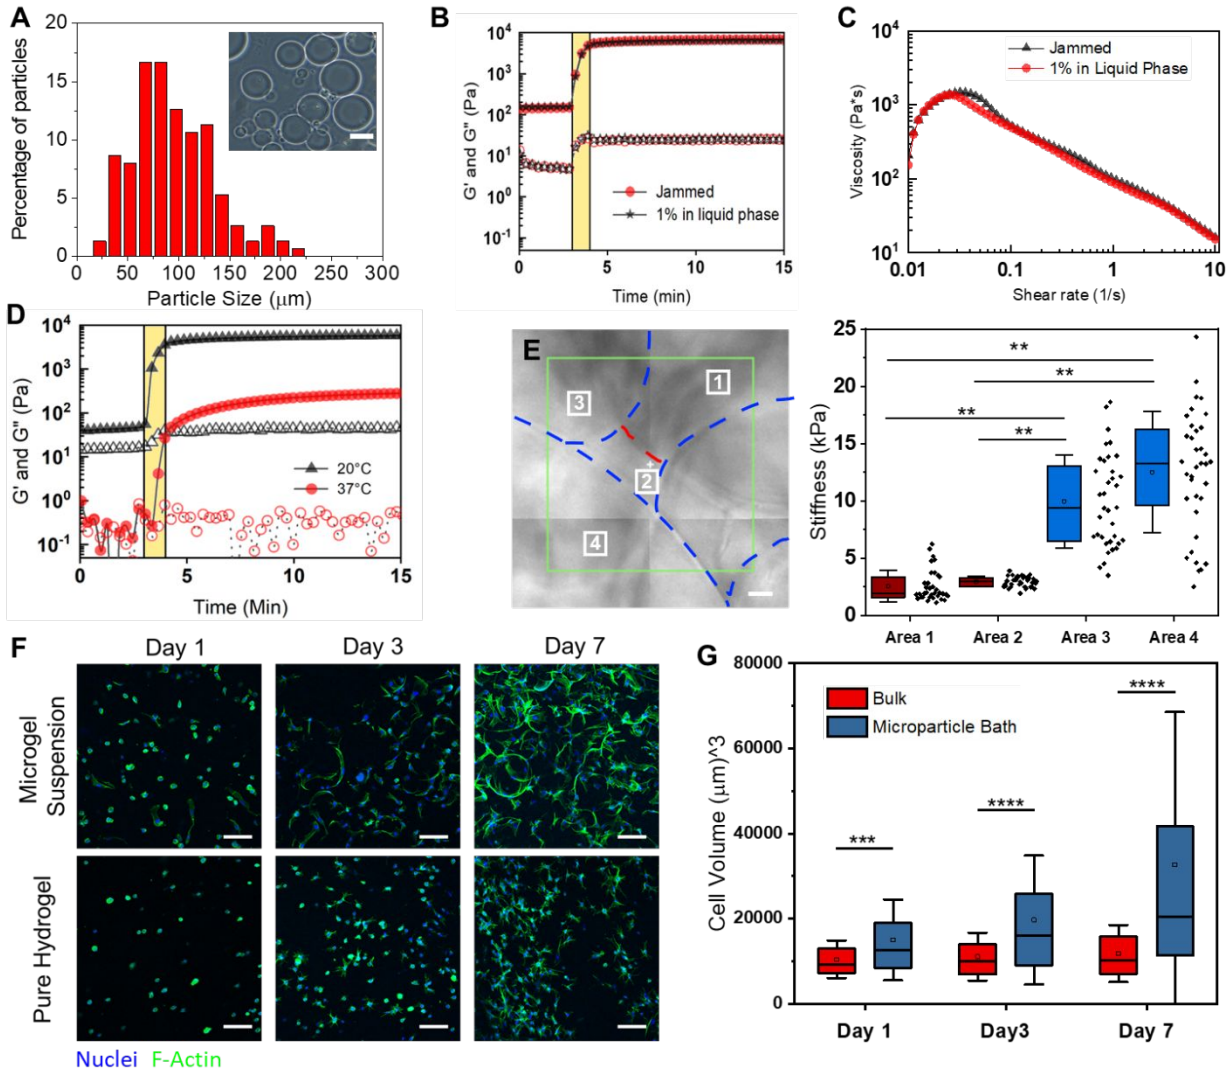 A
Percentage of particles
20
15
10
5
0
0 50 100 150 200 250 300
Particle Size (μm)
B
G' and G" (Pa)
10^4
10^3
10^2
10^1
10^0
10^-1
Jammed
1% in liquid phase
0 5 10 15
Time (min)
C
Viscosity (Pa*s)
10^4
10^3
10^2
10^1
Jammed
1% in Liquid Phase
0.01 0.1 1 10
Shear rate (1/s)
D
G' and G" (Pa)
10^4
10^3
10^2
10^1
10^0
10^-1
20°C
37°C
0 5 10 15
Time (Min)
E
1
3
2
4
Stiffness (kPa)
25
20
15
10
5
0
**
**
**
**
Area 1 Area 2 Area 3 Area 4
F
Day 1 Day 3 Day 7
Microgel
Suspension
Pure Hydrogel
Nuclei F-Actin
G
Cell Volume (μm)^3
80000
60000
40000
20000
0
Bulk
Microparticle Bath
***
****
****
Day 1 Day3 Day 7